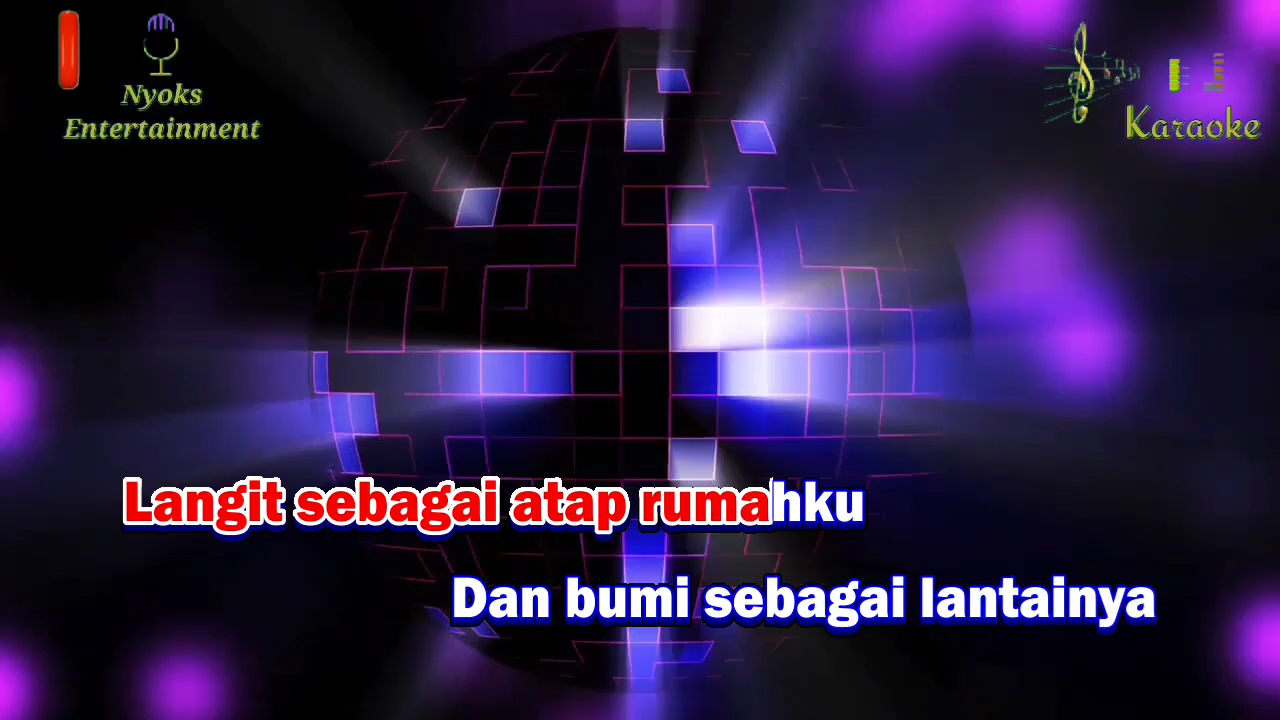 Nyoks
Entertainment
Karaoke
Langit sebagai atap rumahku
Dan bumi sebagai lantainya